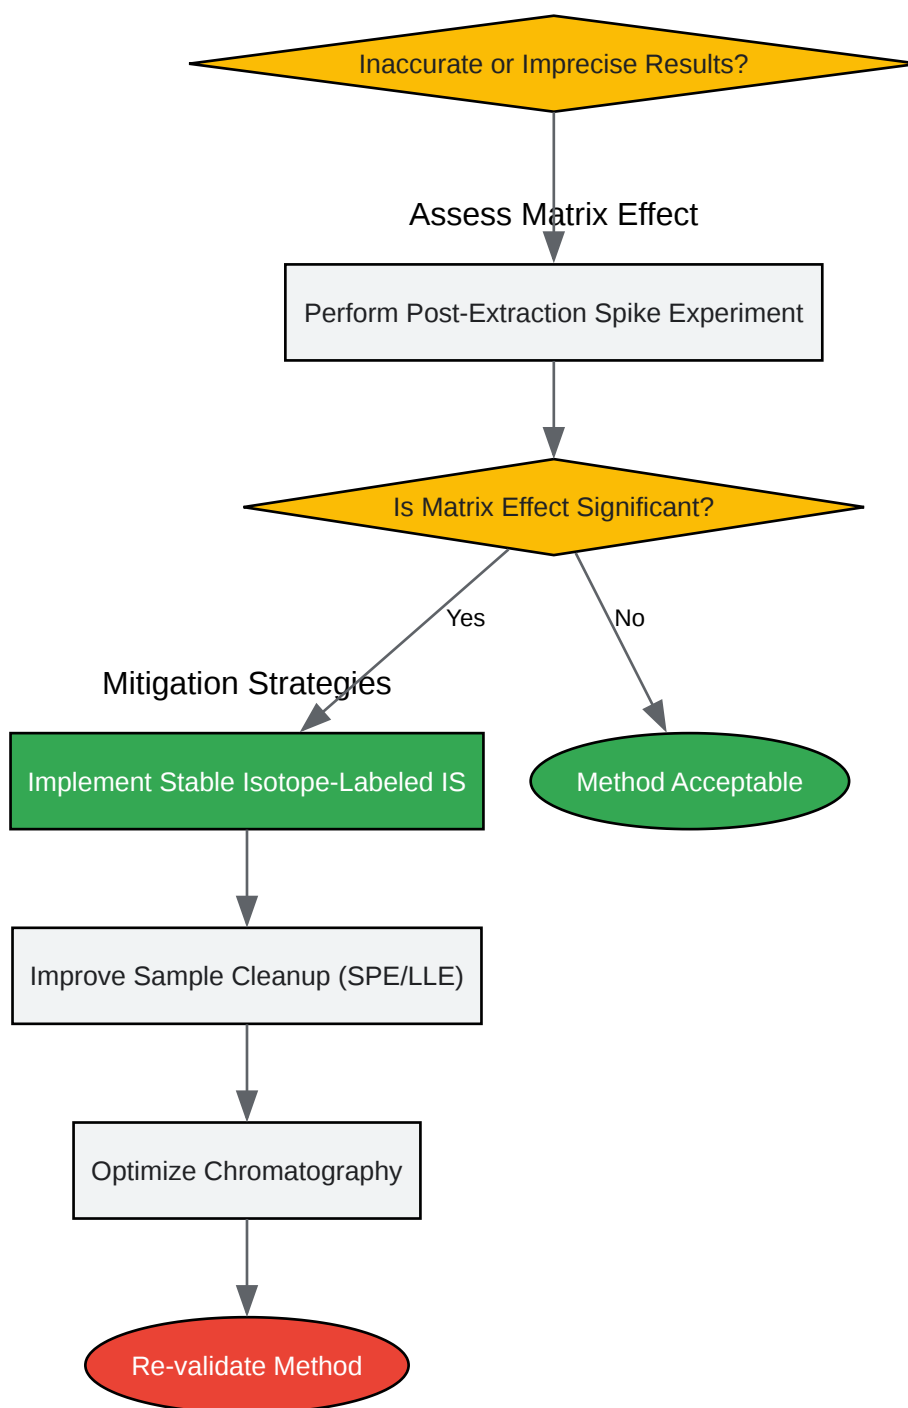 Inaccurate or Imprecise Results?
Assess Matrix Effect
Perform Post-Extraction Spike Experiment
Is Matrix Effect Significant?
Yes
No
Mitigation Strategies
Implement Stable Isotope-Labeled IS
Method Acceptable
Improve Sample Cleanup (SPE/LLE)
Optimize Chromatography
Re-validate Method